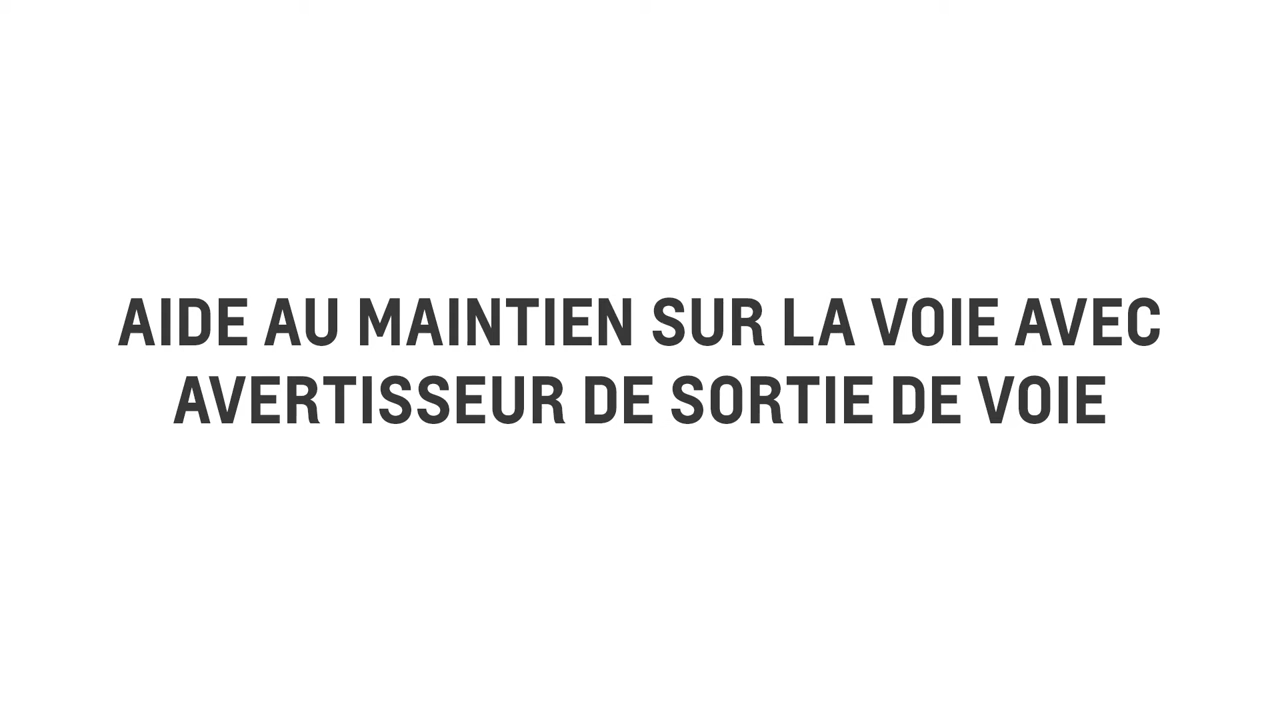 AIDE AU MAINTIEN SUR LA VOIE AVEC
AVERTISSEUR DE SORTIE DE VOIE